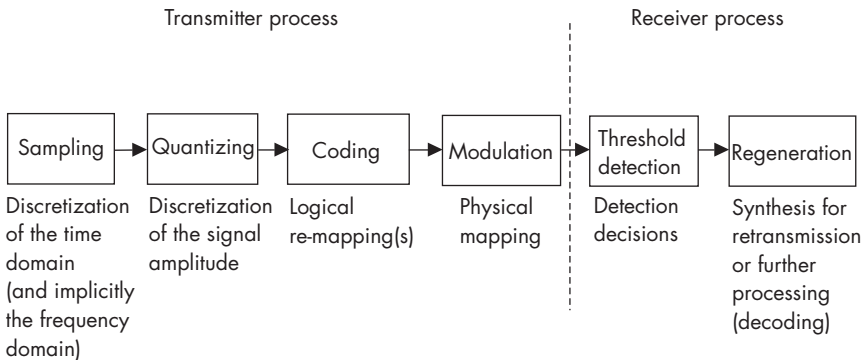 Transmitter process
Receiver process
Sampling
Quantizing
Coding
Modulation
Threshold
detection
Regeneration
Discretization
of the time
domain
(and implicitly
the frequency
domain)
Discretization
of the signal
amplitude
Logical
re-mapping(s)
Physical
mapping
Detection
decisions
Synthesis for
retransmission
or further
processing
(decoding)